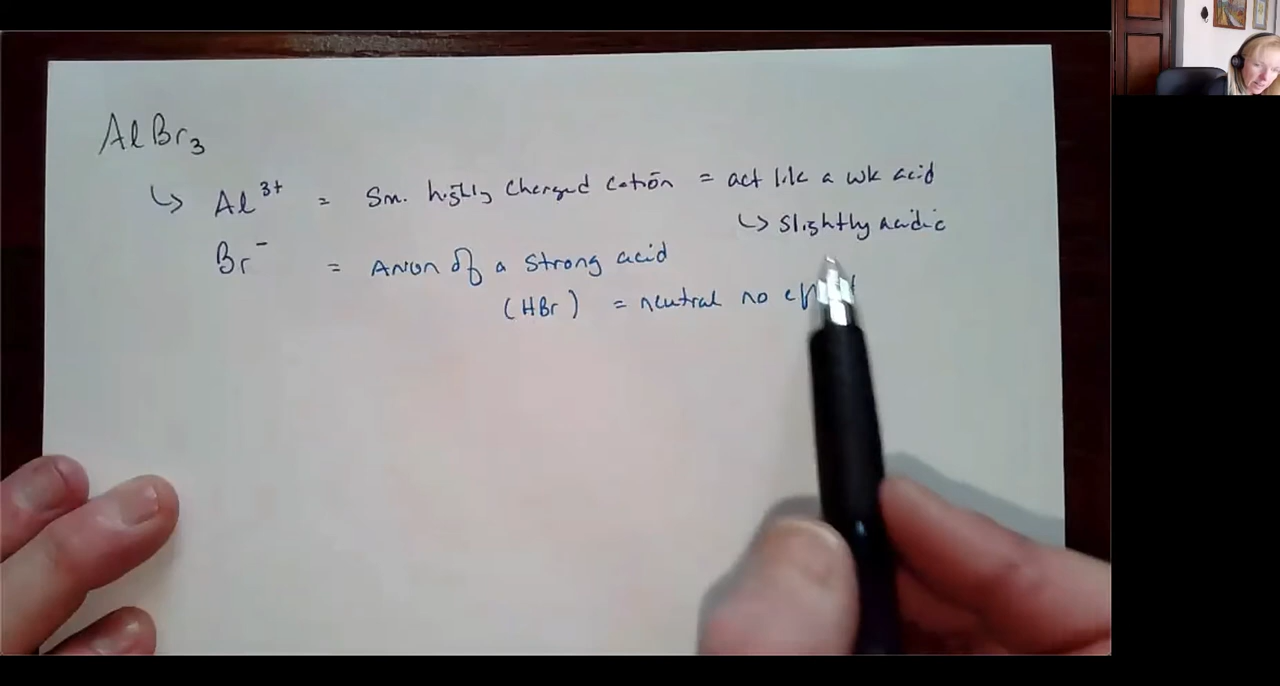 AlBr₃
↳ Al³⁺ = Sm. highly charged cation = act like a wk acid
↳ slightly acidic
Br⁻ = Anion of a strong acid
(HBr) = neutral no